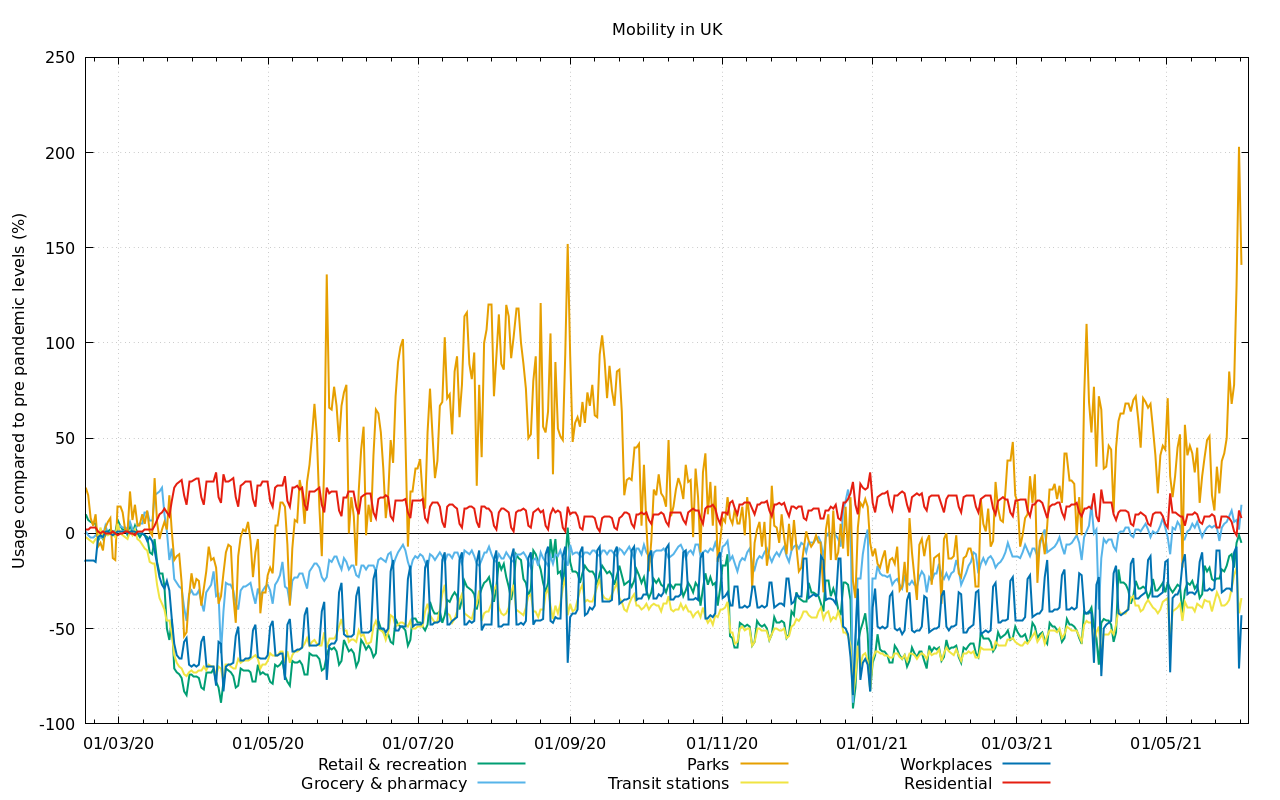 Mobility in UK
Usage compared to pre pandemic levels (%)
250
200
150
100
50
0
-50
-100
01/03/20 01/05/20 01/07/20 01/09/20 01/11/20 01/01/21 01/03/21 01/05/21
Retail & recreation Parks Workplaces
Grocery & pharmacy Transit stations Residential